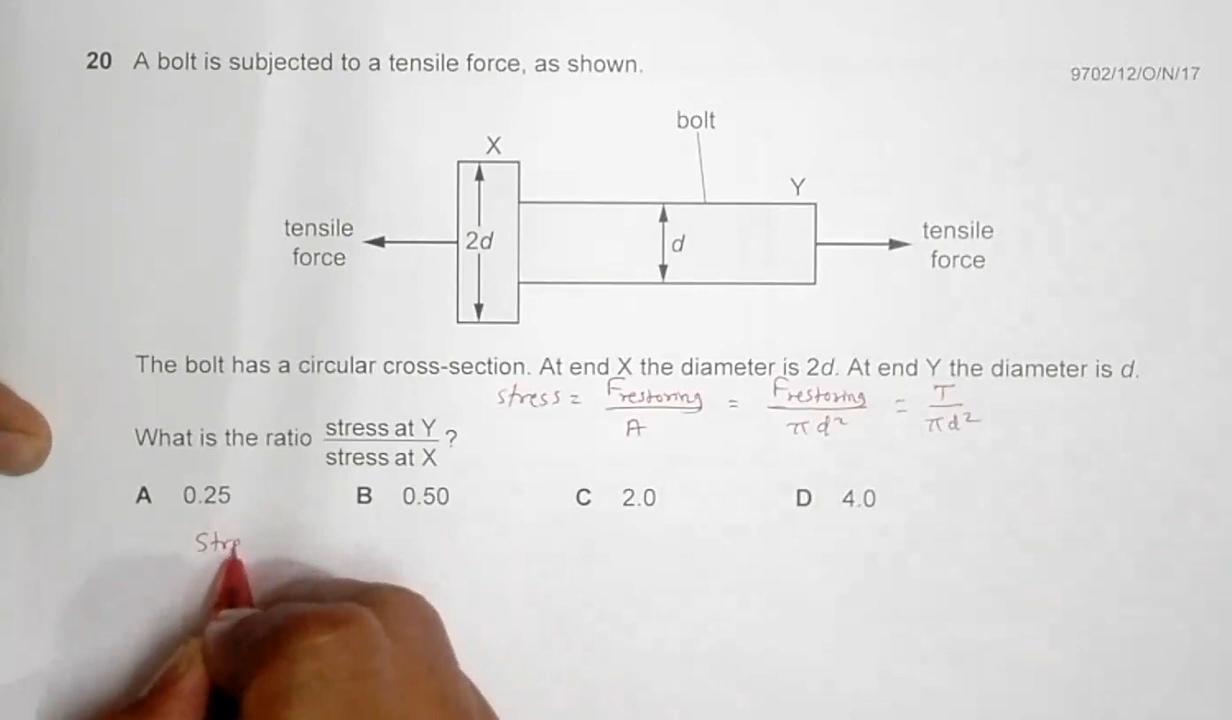 20 A bolt is subjected to a tensile force, as shown.
9702/12/O/N/17
bolt
X
Y
tensile
force
2d
d
tensile
force
The bolt has a circular cross-section. At end X the diameter is 2d. At end Y the diameter is d.
stress = Frestoring / A = Frestoring / πd² = T / πd²
What is the ratio stress at Y / stress at X ?
A 0.25 B 0.50 C 2.0 D 4.0
Stre